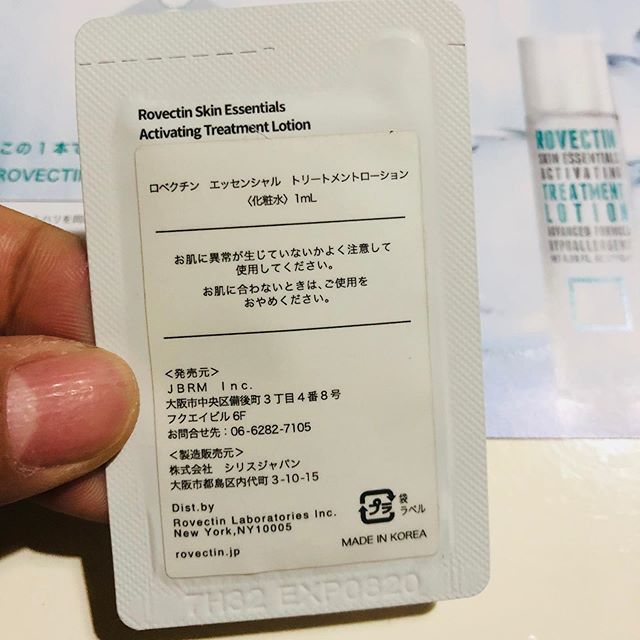 Rovectin Skin Essentials
Activating Treatment Lotion
ロベクチン エッセンシャル トリートメントローション
〈化粧水〉1mL
お肌に異常が生じていないかよく注意して
使用してください。
お肌に合わないときは、ご使用を
おやめください。
<発売元>
JBRM Inc.
大阪市中央区備後町3丁目4番8号
フクエイビル6F
お問合せ先:06-6282-7105
<製造販売元>
株式会社 シリスジャパン
大阪市都島区内代町3-10-15
Dist.by
Rovectin Laboratories Inc.
New York,NY10005
rovectin.jp
プラ
袋
ラベル
MADE IN KOREA
7H32 EXP0820
この1本で
ROVECTIN
ROVECTIN
SKIN ESSENTIALS
ACTIVATING
TREATMENT
LOTION
ADVANCED FORMULA